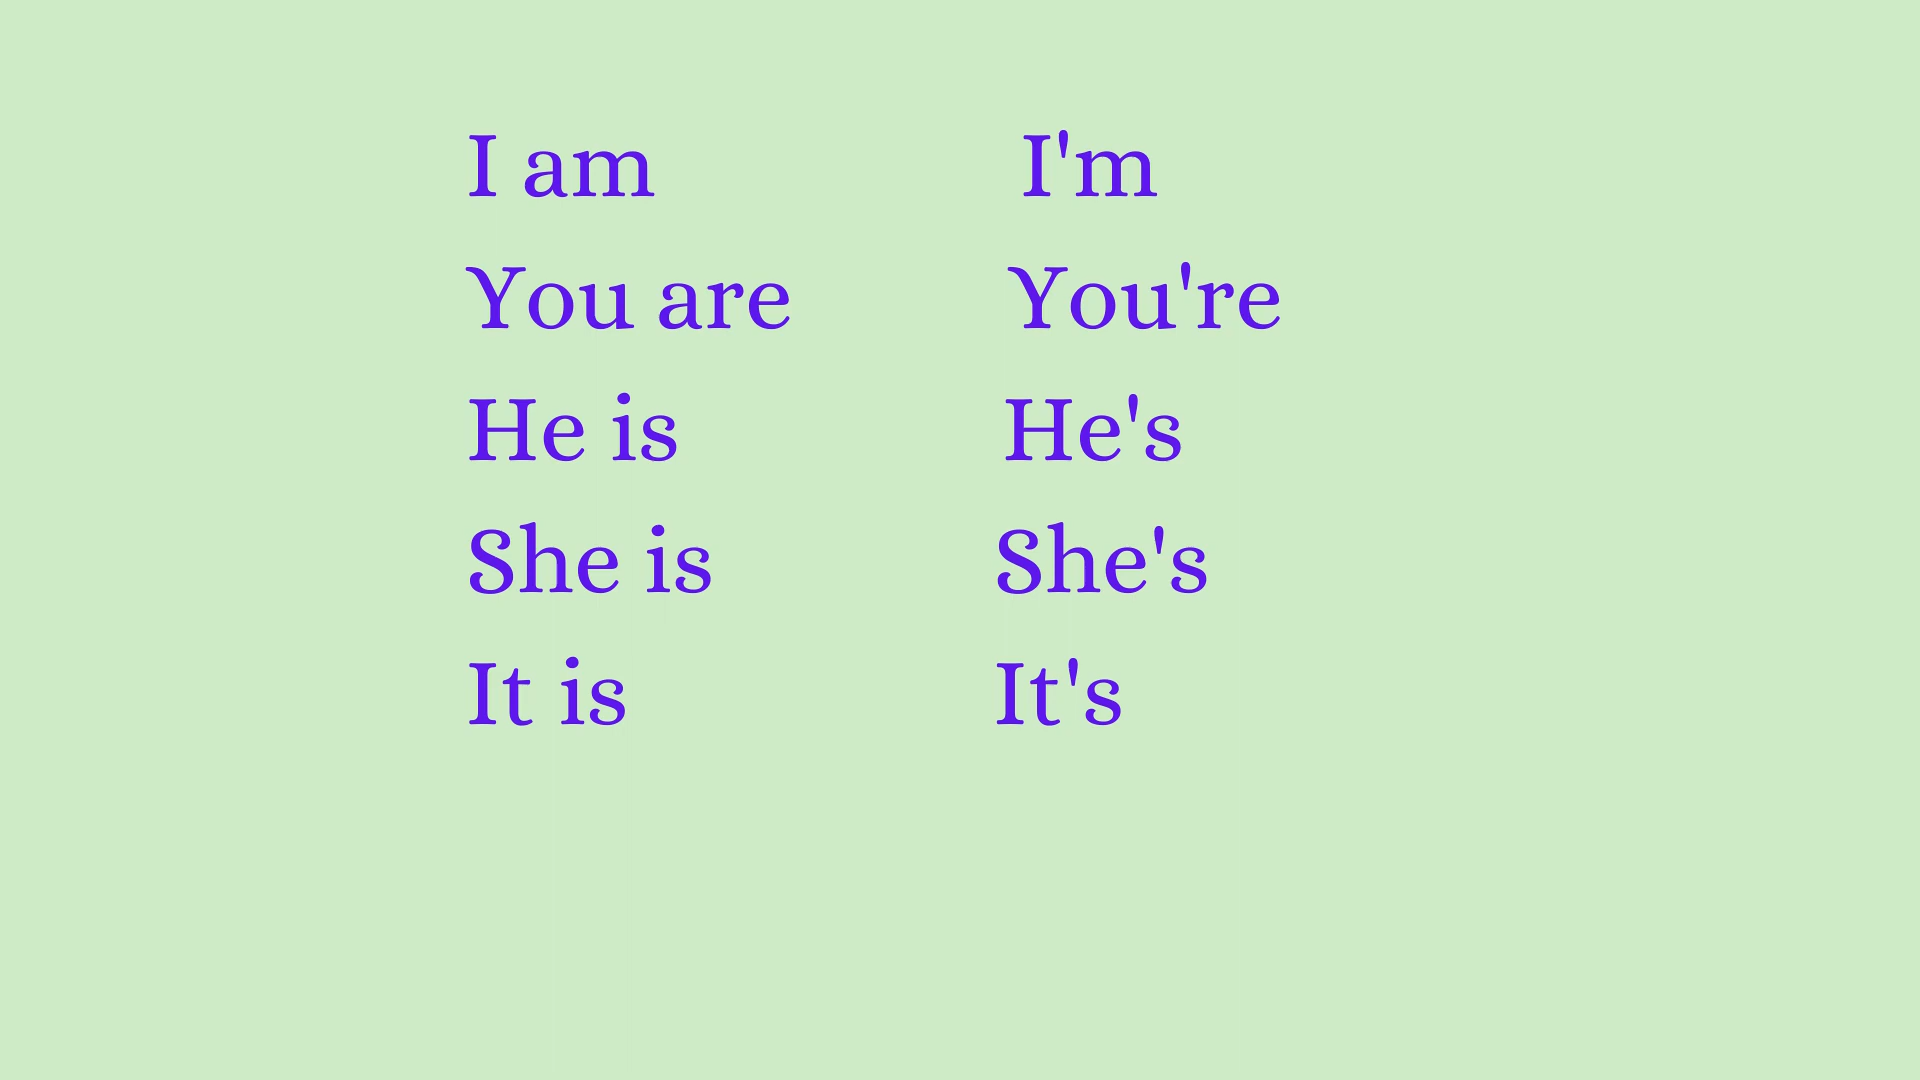 I am I'm
You are You're
He is He's
She is She's
It is It's